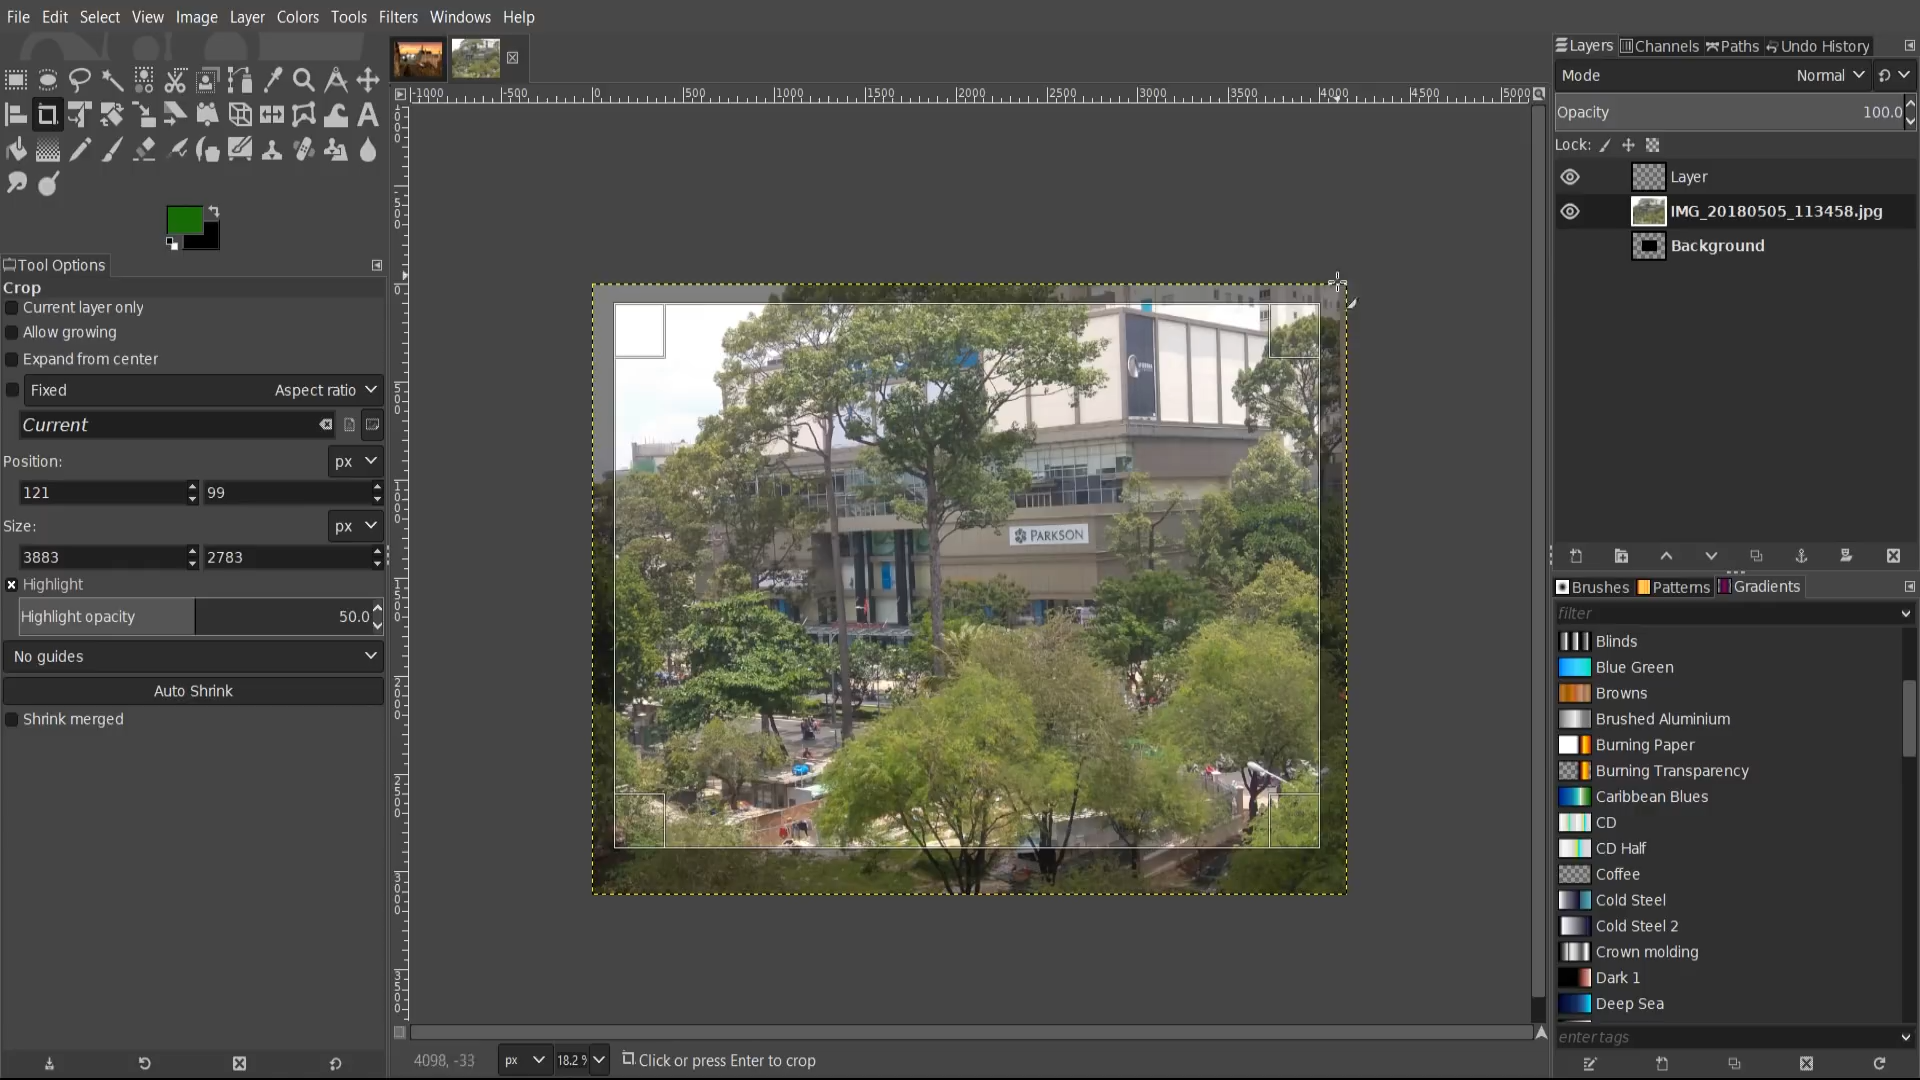 File Edit Select View Image Layer Colors Tools Filters Windows Help
Layers Channels Paths Undo History
Mode Normal
Opacity 100.0
Lock:
Layer
IMG_20180505_113458.jpg
Background
Tool Options
Crop
Current layer only
Allow growing
Expand from center
Fixed Aspect ratio
Current
Position: px
121 99
Size: px
3883 2783
Highlight
Highlight opacity 50.0
No guides
Auto Shrink
Shrink merged
-1000 -500 0 500 1000 1500 2000 2500 3000 3500 4000 4500 5000
PARKSON
Brushes Patterns Gradients
filter
Blinds
Blue Green
Browns
Brushed Aluminium
Burning Paper
Burning Transparency
Caribbean Blues
CD
CD Half
Coffee
Cold Steel
Cold Steel 2
Crown molding
Dark 1
Deep Sea
enter tags
4098, -33 px 18.2 % Click or press Enter to crop